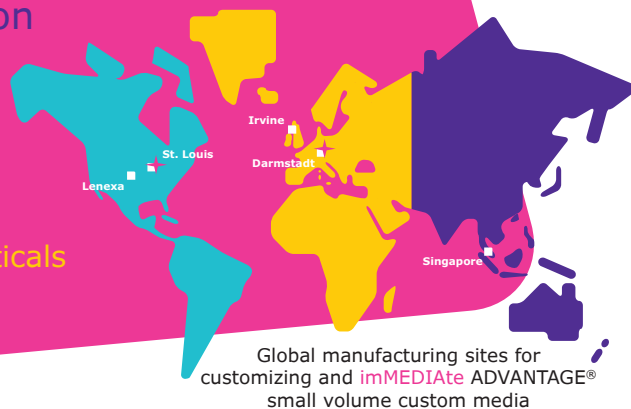 on
Irvine
St. Louis
Darmstadt
Lenexa
ticals
Singapore
Global manufacturing sites for
customizing and imMEDIAte ADVANTAGE®
small volume custom media